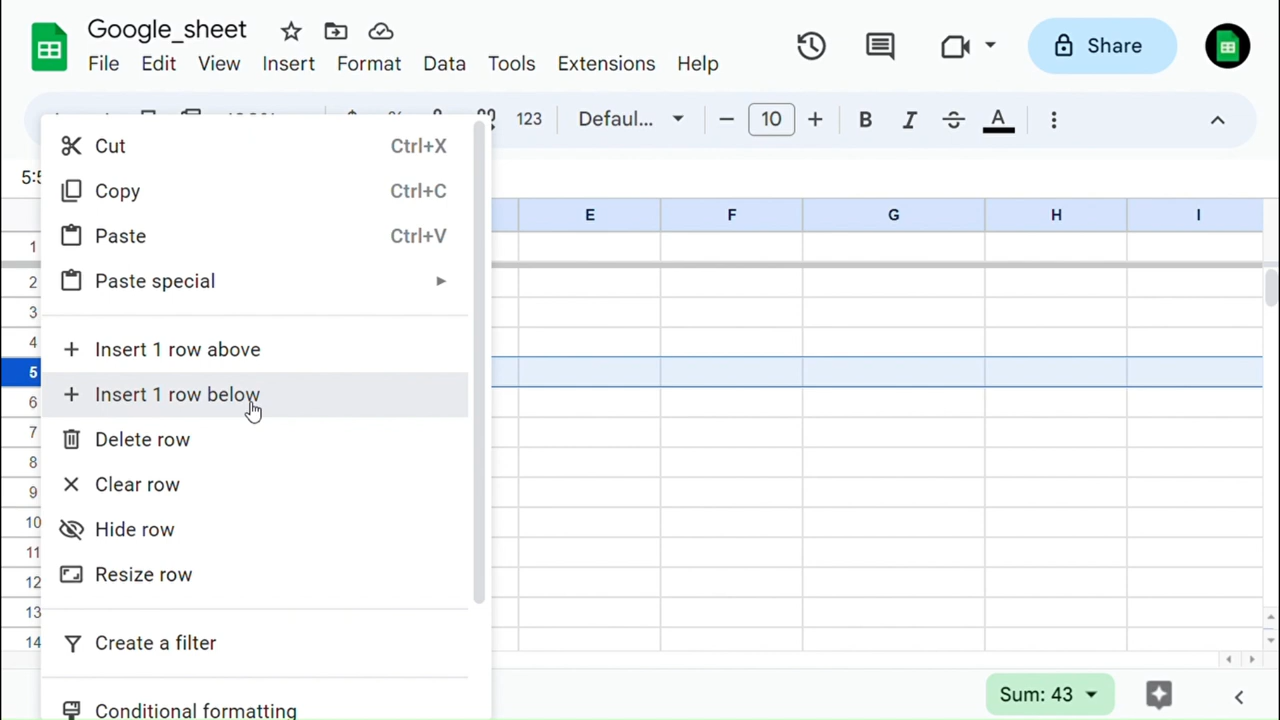 Google_sheet
File Edit View Insert Format Data Tools Extensions Help
Share
123 Defaul... 10 B I S A
Cut Ctrl+X
Copy Ctrl+C
Paste Ctrl+V
Paste special
Insert 1 row above
Insert 1 row below
Delete row
Clear row
Hide row
Resize row
Create a filter
Conditional formatting
E F G H I
1
2
3
4
5
6
7
8
9
10
11
12
13
14
Sum: 43